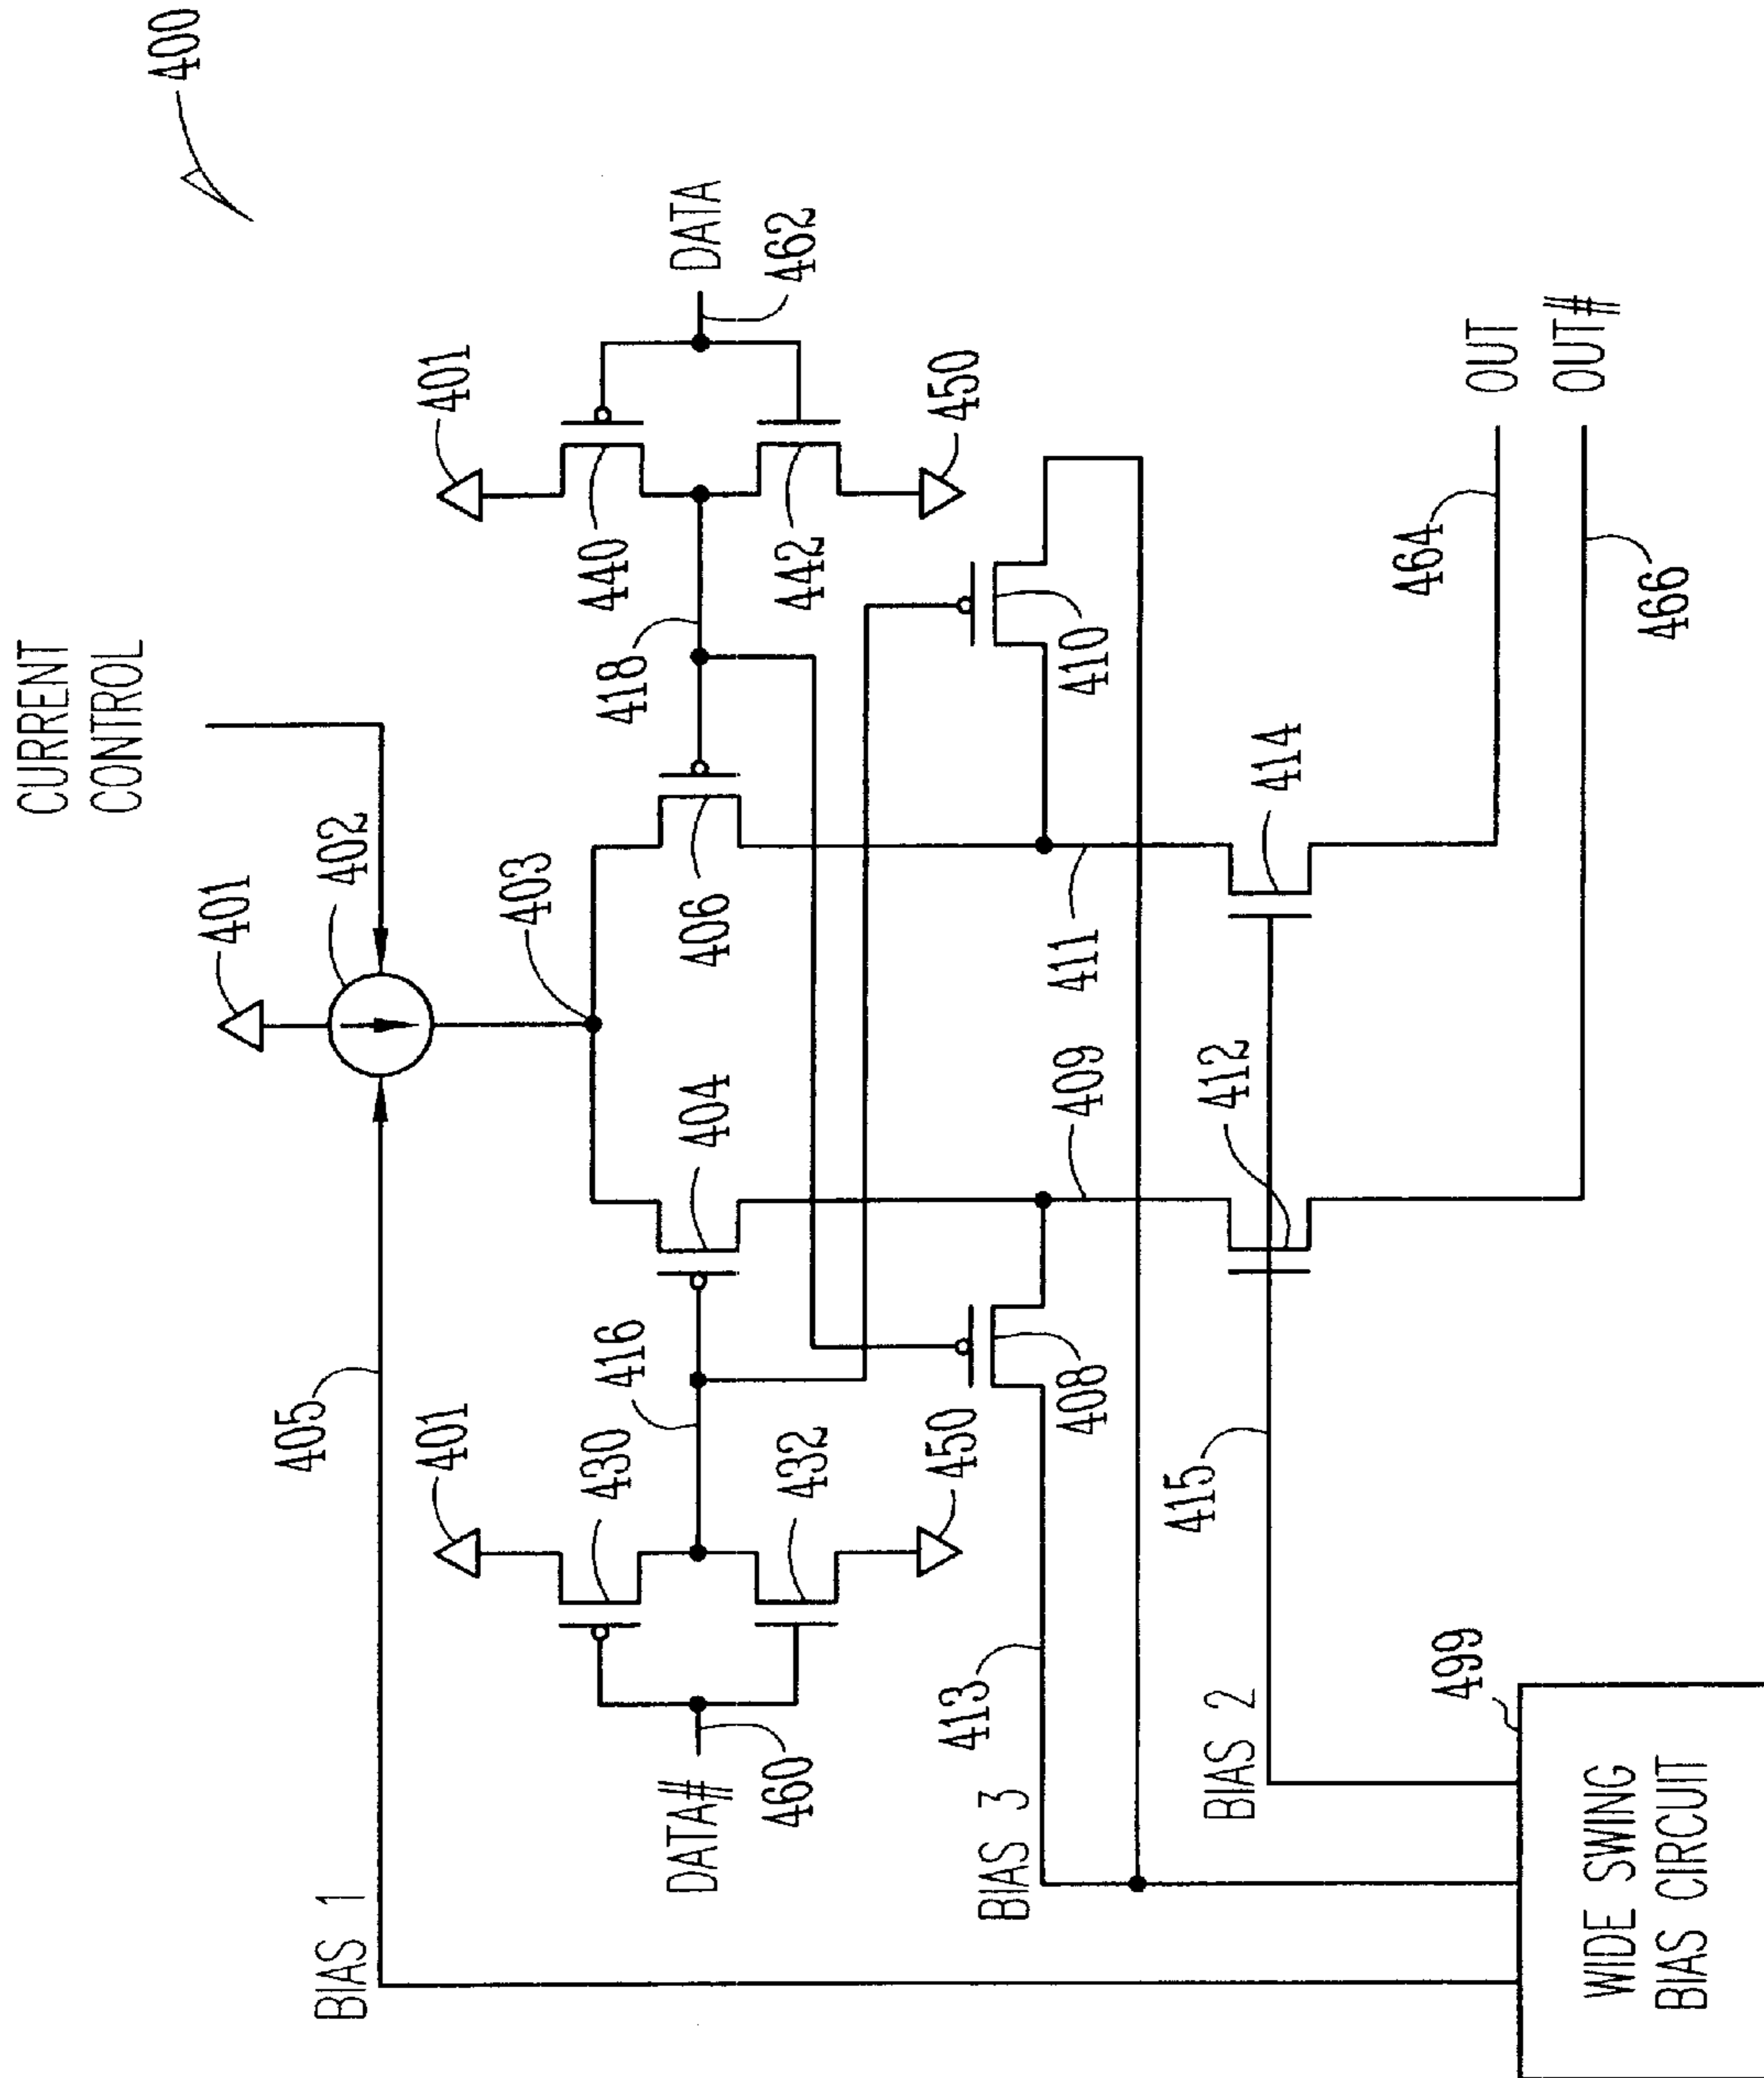 400
CURRENT
CONTROL
401
402
BIAS 1
405
403
401
430
416
404
406
418
440
401
DATA#
460
432
450
442
450
DATA
462
408
410
413
BIAS 3
409
411
415
BIAS 2
412
414
464
OUT
466
OUT#
499
WIDE SWING
BIAS CIRCUIT